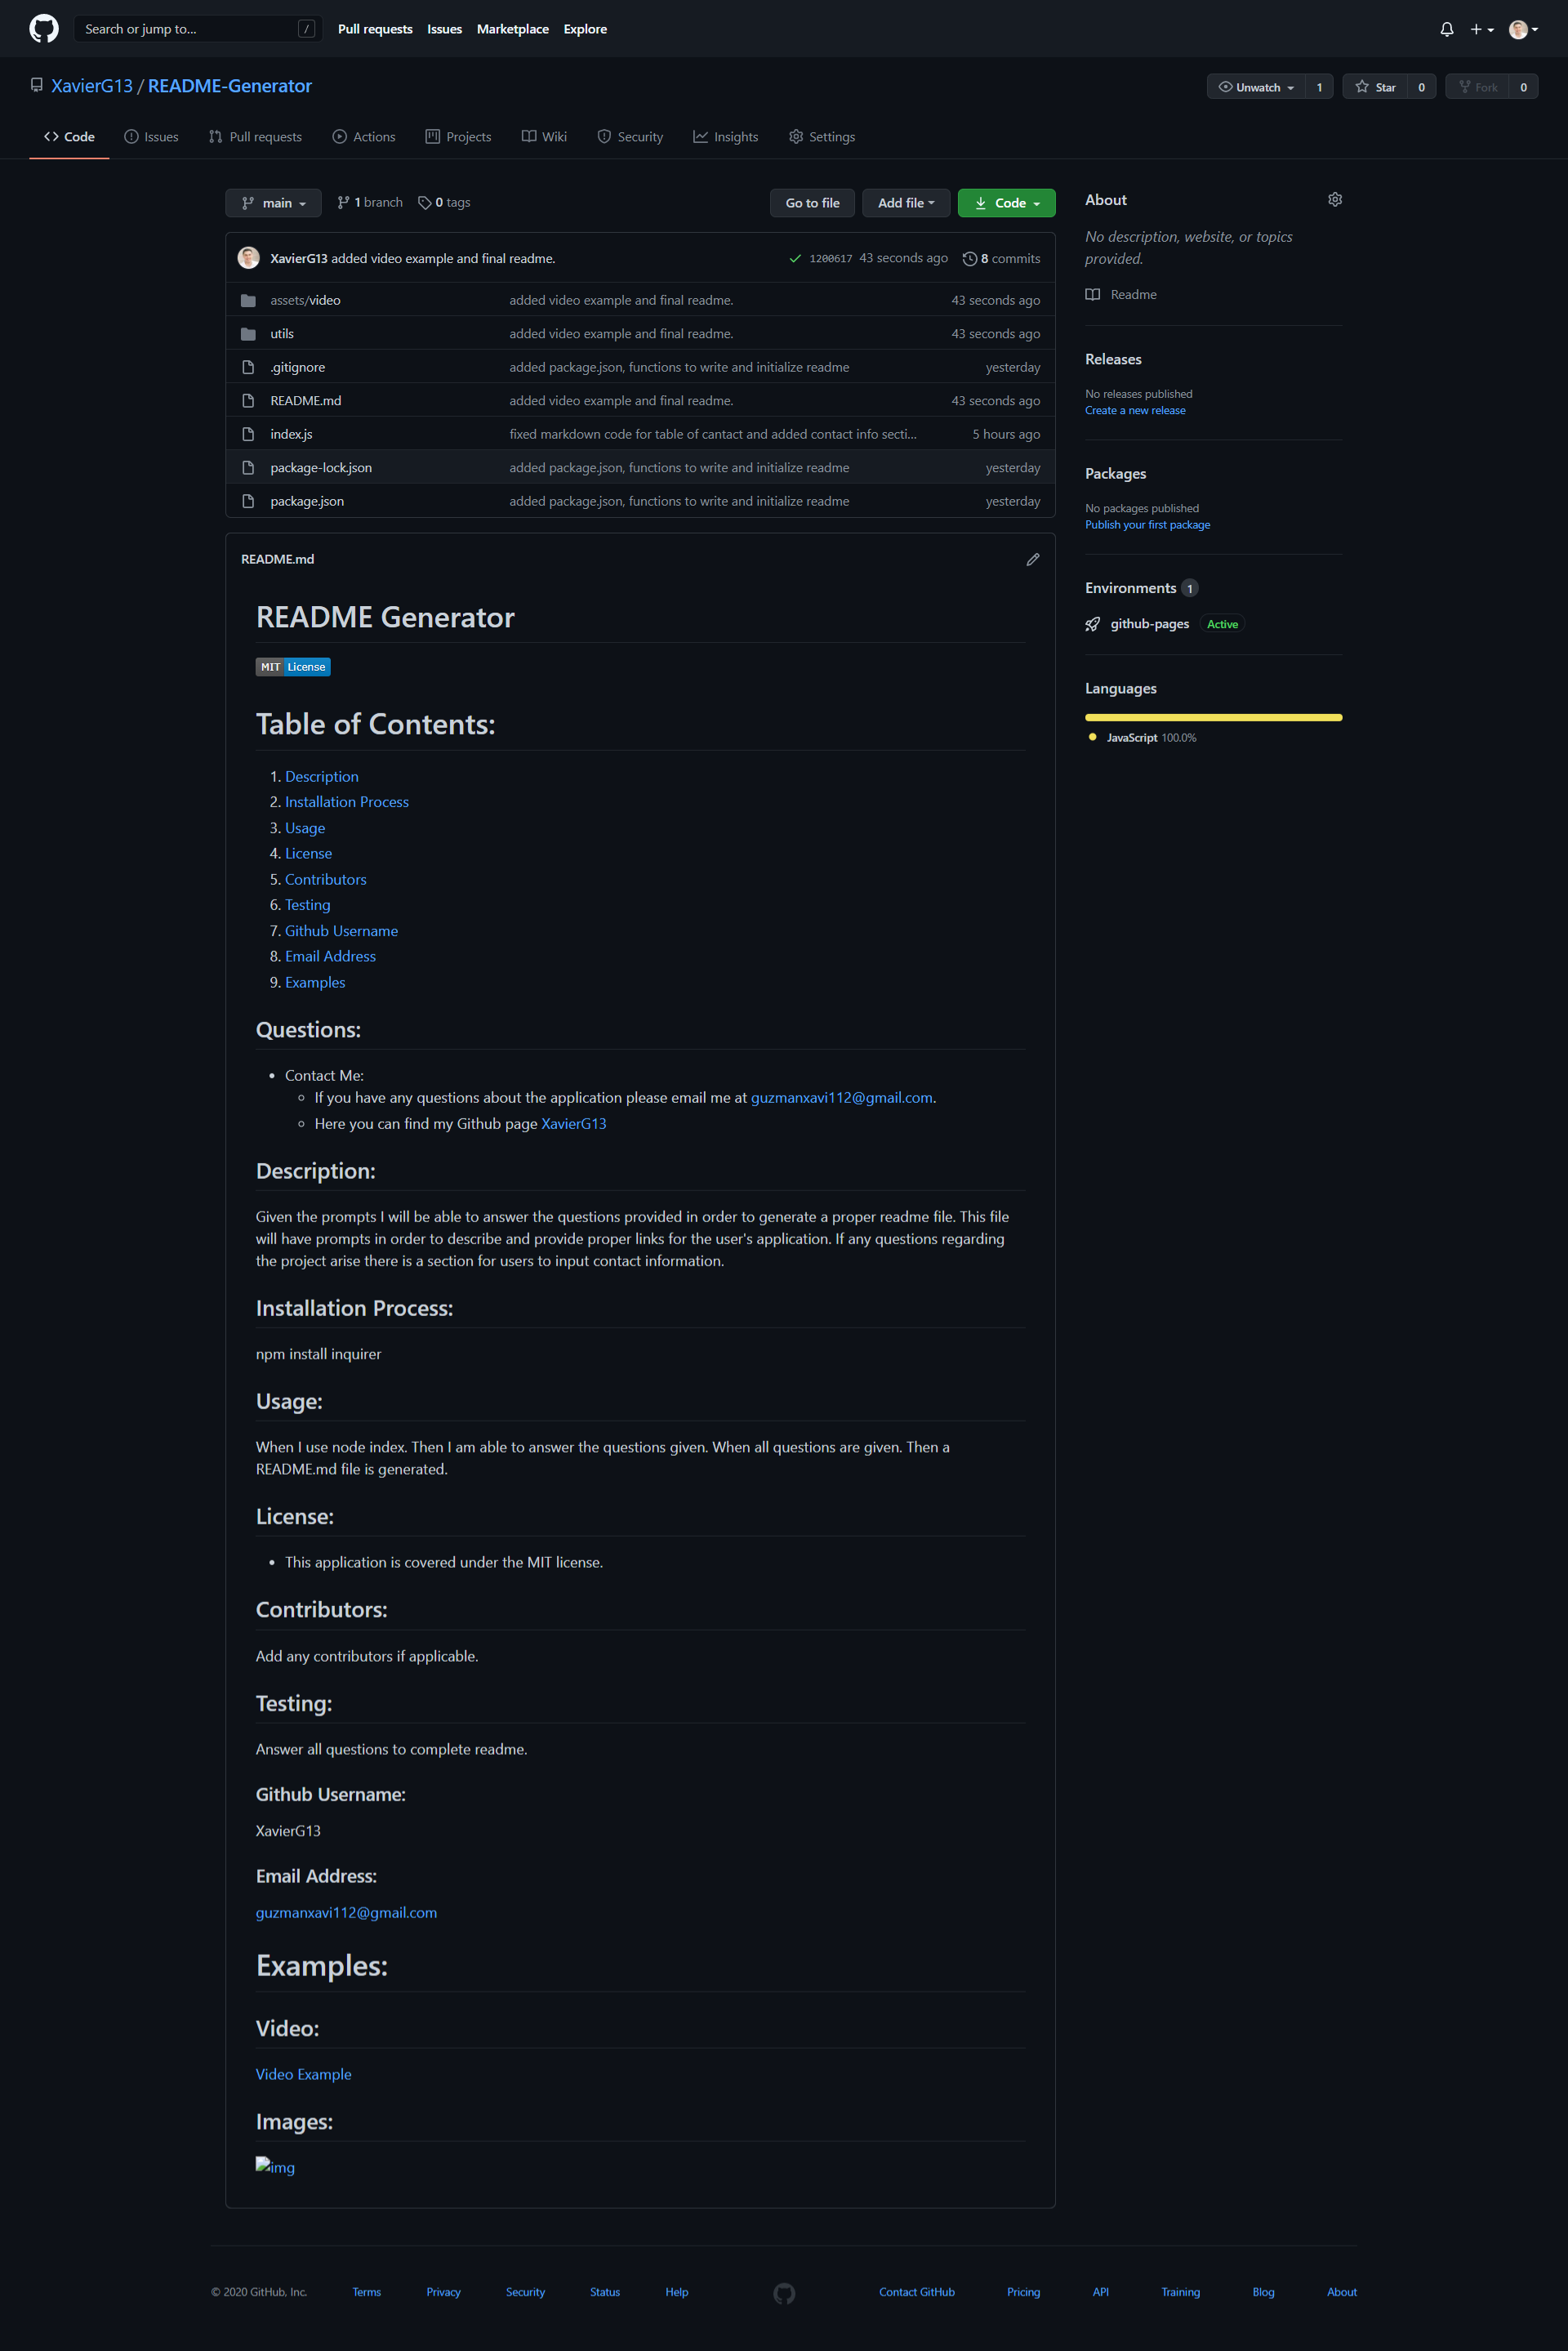 Search or jump to... /
Pull requests Issues Marketplace Explore
XavierG13 / README-Generator
Unwatch 1 Star 0 Fork 0
Code Issues Pull requests Actions Projects Wiki Security Insights Settings
main 1 branch 0 tags Go to file Add file Code
XavierG13 added video example and final readme. 1200617 43 seconds ago 8 commits
assets/video added video example and final readme. 43 seconds ago
utils added video example and final readme. 43 seconds ago
.gitignore added package.json, functions to write and initialize readme yesterday
README.md added video example and final readme. 43 seconds ago
index.js fixed markdown code for table of cantact and added contact info secti... 5 hours ago
package-lock.json added package.json, functions to write and initialize readme yesterday
package.json added package.json, functions to write and initialize readme yesterday
README.md
README Generator
MIT License
Table of Contents:
1. Description
2. Installation Process
3. Usage
4. License
5. Contributors
6. Testing
7. Github Username
8. Email Address
9. Examples
Questions:
• Contact Me:
◦ If you have any questions about the application please email me at guzmanxavi112@gmail.com.
◦ Here you can find my Github page XavierG13
Description:
Given the prompts I will be able to answer the questions provided in order to generate a proper readme file. This file
will have prompts in order to describe and provide proper links for the user's application. If any questions regarding
the project arise there is a section for users to input contact information.
Installation Process:
npm install inquirer
Usage:
When I use node index. Then I am able to answer the questions given. When all questions are given. Then a
README.md file is generated.
License:
• This application is covered under the MIT license.
Contributors:
Add any contributors if applicable.
Testing:
Answer all questions to complete readme.
Github Username:
XavierG13
Email Address:
guzmanxavi112@gmail.com
Examples:
Video:
Video Example
Images:
img
About
No description, website, or topics
provided.
Readme
Releases
No releases published
Create a new release
Packages
No packages published
Publish your first package
Environments 1
github-pages Active
Languages
JavaScript 100.0%
© 2020 GitHub, Inc. Terms Privacy Security Status Help Contact GitHub Pricing API Training Blog About